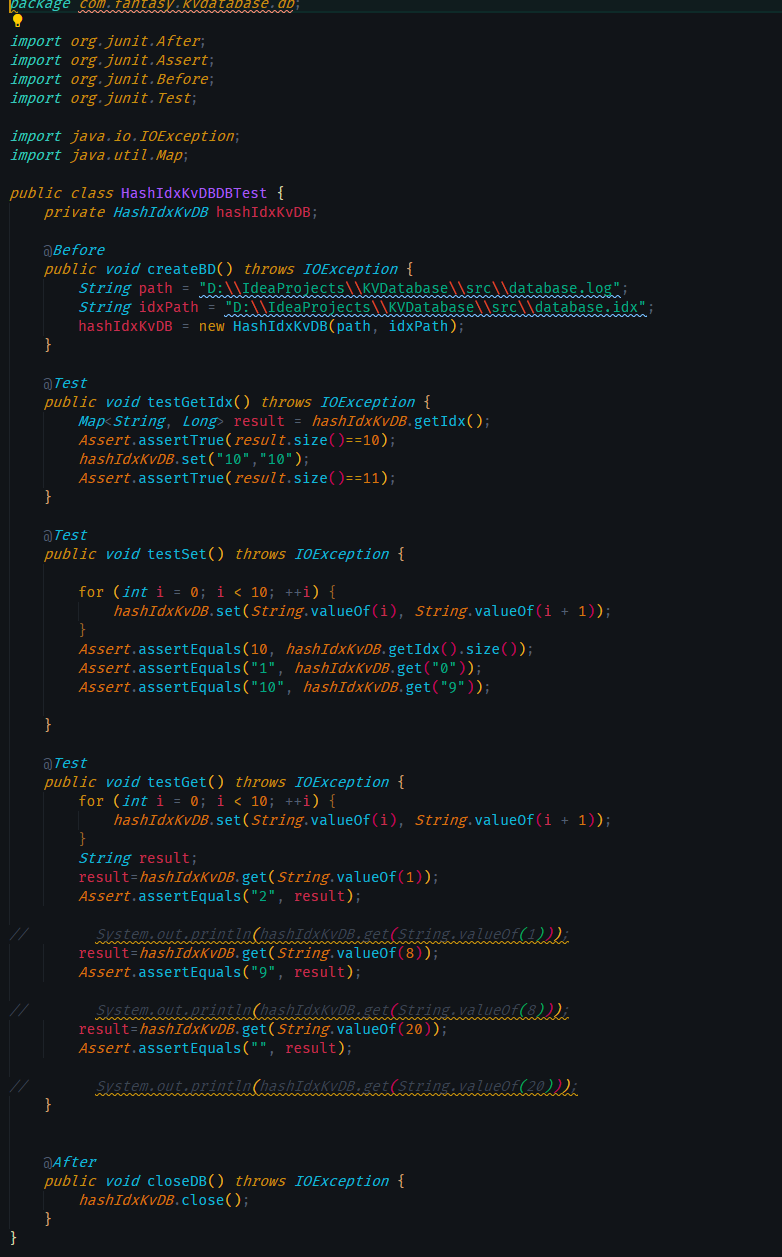 package com.fantasy.kvdatabase.db;
import org.junit.After;
import org.junit.Assert;
import org.junit.Before;
import org.junit.Test;
import java.io.IOException;
import java.util.Map;
public class HashIdxKvDBDBTest {
    private HashIdxKvDB hashIdxKvDB;
    @Before
    public void createBD() throws IOException {
        String path = "D:\\IdeaProjects\\KVDatabase\\src\\database.log";
        String idxPath = "D:\\IdeaProjects\\KVDatabase\\src\\database.idx";
        hashIdxKvDB = new HashIdxKvDB(path, idxPath);
    }
    @Test
    public void testGetIdx() throws IOException {
        Map<String, Long> result = hashIdxKvDB.getIdx();
        Assert.assertTrue(result.size()==10);
        hashIdxKvDB.set("10","10");
        Assert.assertTrue(result.size()==11);
    }
    @Test
    public void testSet() throws IOException {
        for (int i = 0; i < 10; ++i) {
            hashIdxKvDB.set(String.valueOf(i), String.valueOf(i + 1));
        }
        Assert.assertEquals(10, hashIdxKvDB.getIdx().size());
        Assert.assertEquals("1", hashIdxKvDB.get("0"));
        Assert.assertEquals("10", hashIdxKvDB.get("9"));
    }
    @Test
    public void testGet() throws IOException {
        for (int i = 0; i < 10; ++i) {
            hashIdxKvDB.set(String.valueOf(i), String.valueOf(i + 1));
        }
        String result;
        result=hashIdxKvDB.get(String.valueOf(1));
        Assert.assertEquals("2", result);
//        System.out.println(hashIdxKvDB.get(String.valueOf(1)));
        result=hashIdxKvDB.get(String.valueOf(8));
        Assert.assertEquals("9", result);
//        System.out.println(hashIdxKvDB.get(String.valueOf(8)));
        result=hashIdxKvDB.get(String.valueOf(20));
        Assert.assertEquals("", result);
//        System.out.println(hashIdxKvDB.get(String.valueOf(20)));
    }
    @After
    public void closeDB() throws IOException {
        hashIdxKvDB.close();
    }
}